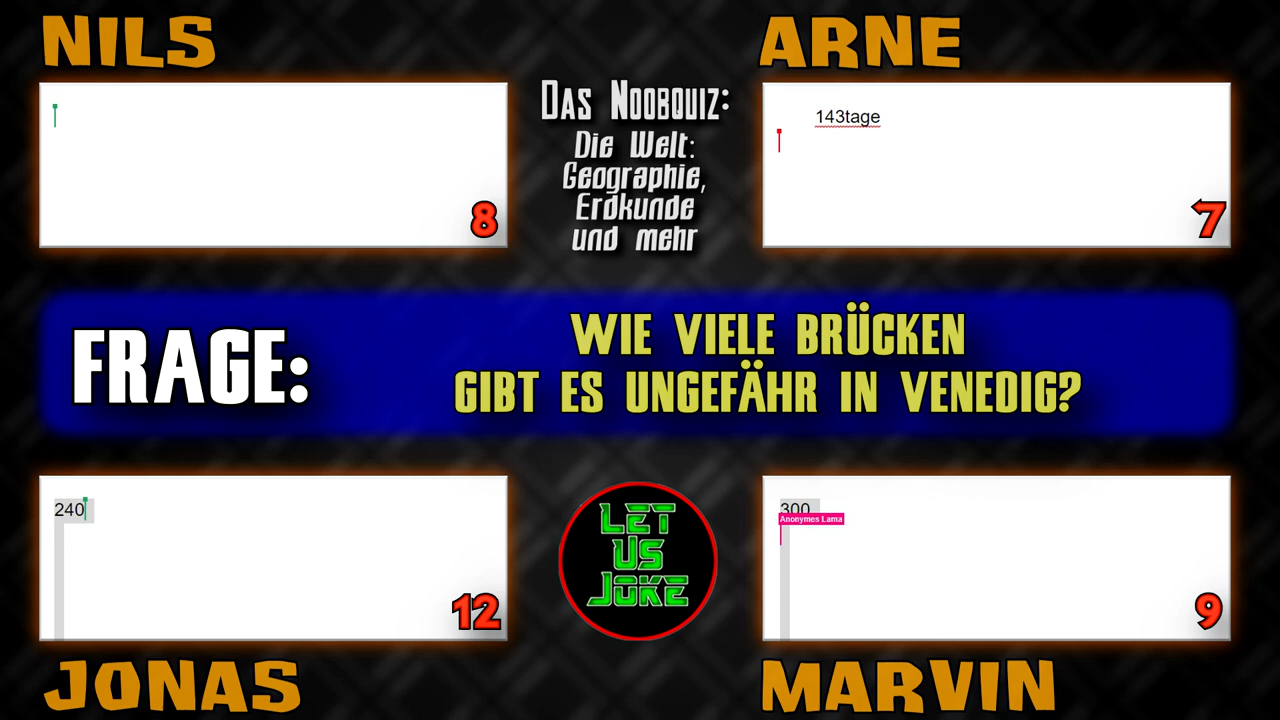 NILS
ARNE
DAS NOOBQUIZ:
Die Welt:
Geographie,
Erdkunde
und mehr
143tage
8
7
FRAGE:
WIE VIELE BRÜCKEN
GIBT ES UNGEFÄHR IN VENEDIG?
240
300
Anonymes Lama
LET
US
JOKE
12
9
JONAS
MARVIN